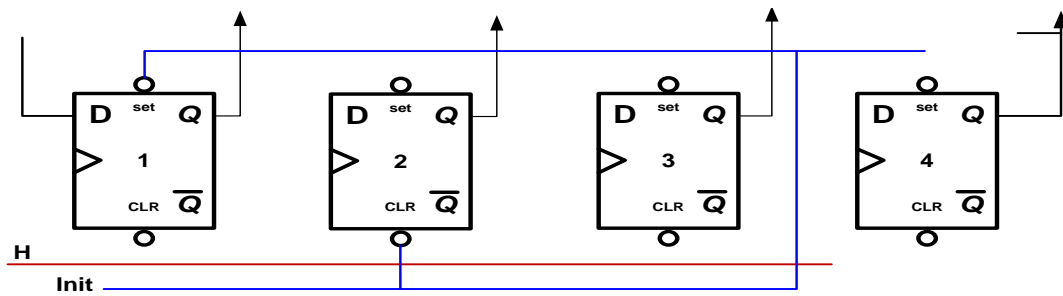 D set Q
1
CLR Q
D set Q
2
CLR Q
D set Q
3
CLR Q
D set Q
4
CLR Q
H
Init